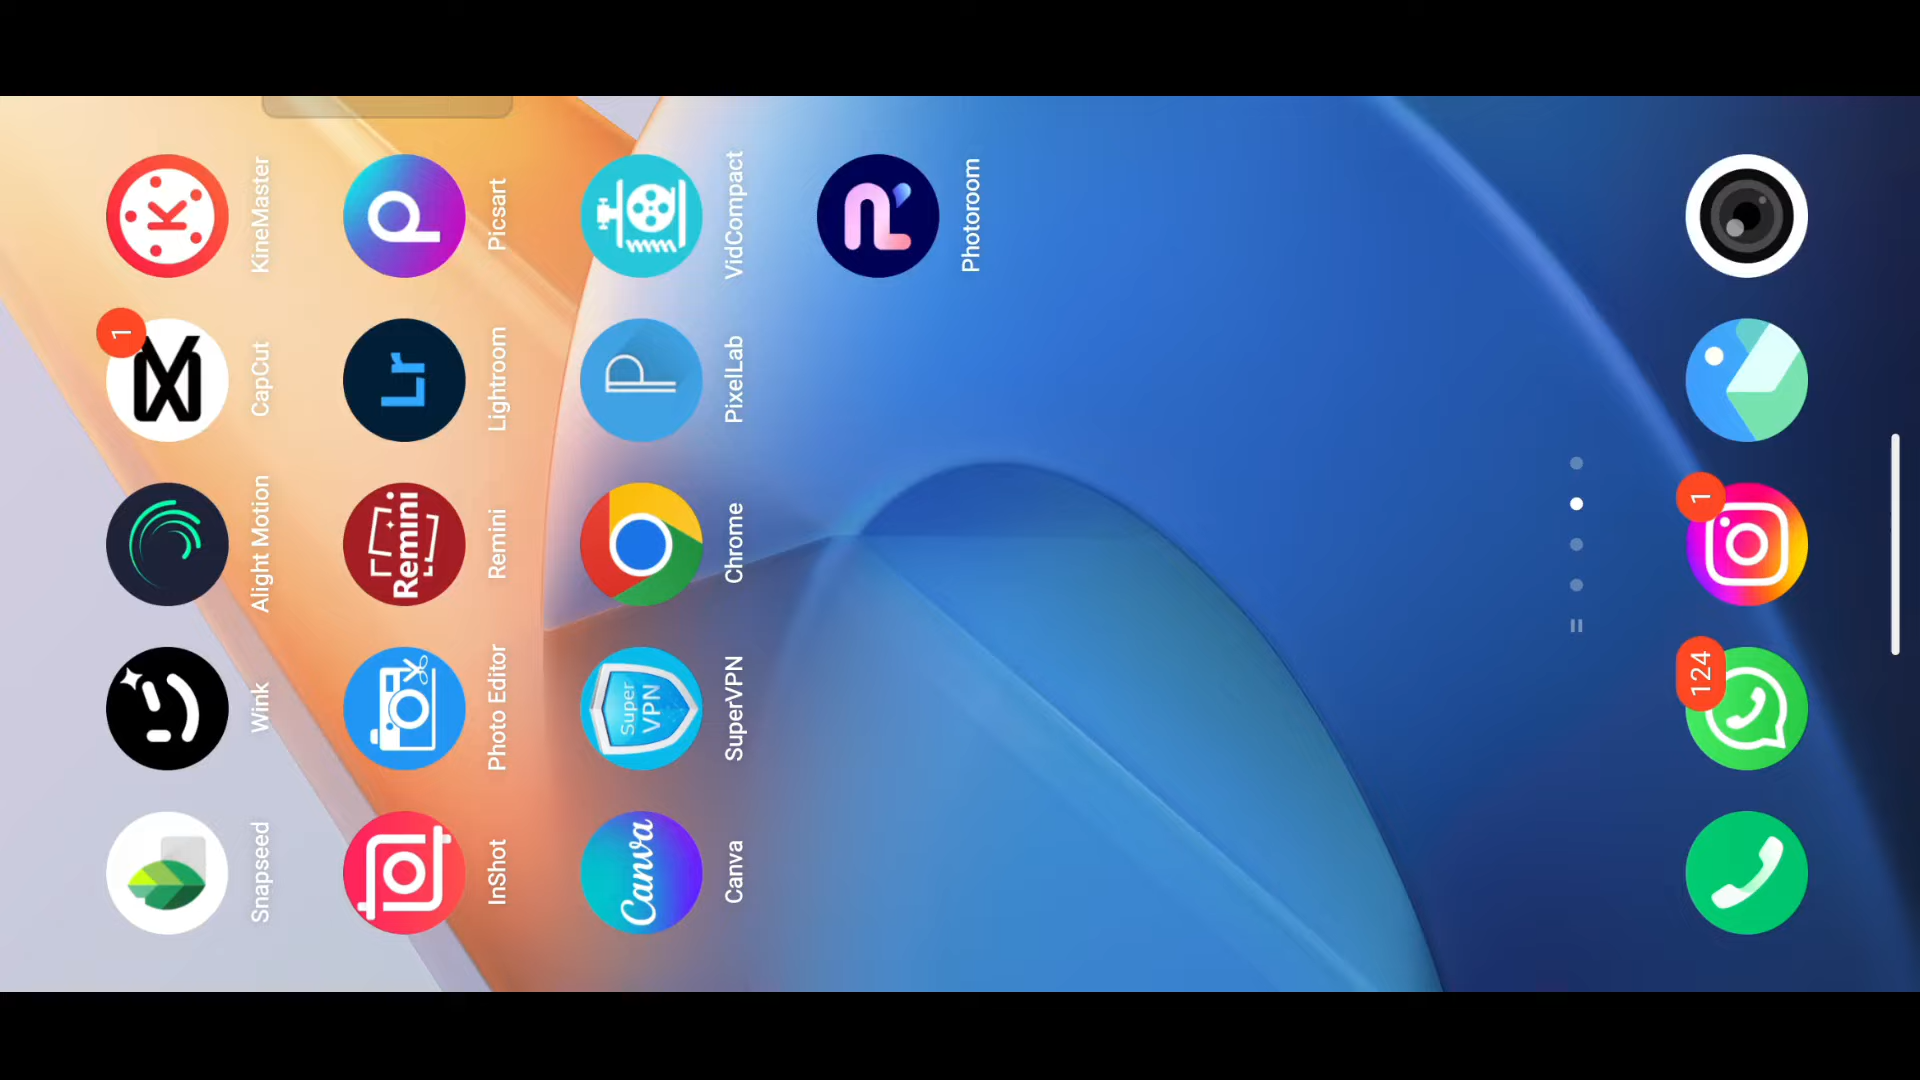 1
Snapseed Wink Alight Motion CapCut KineMaster
Remini Lr
InShot Photo Editor Remini Lightroom Picsart
Canva Super VPN P
Canva SuperVPN Chrome PixelLab VidCompact
Photoroom
124 1